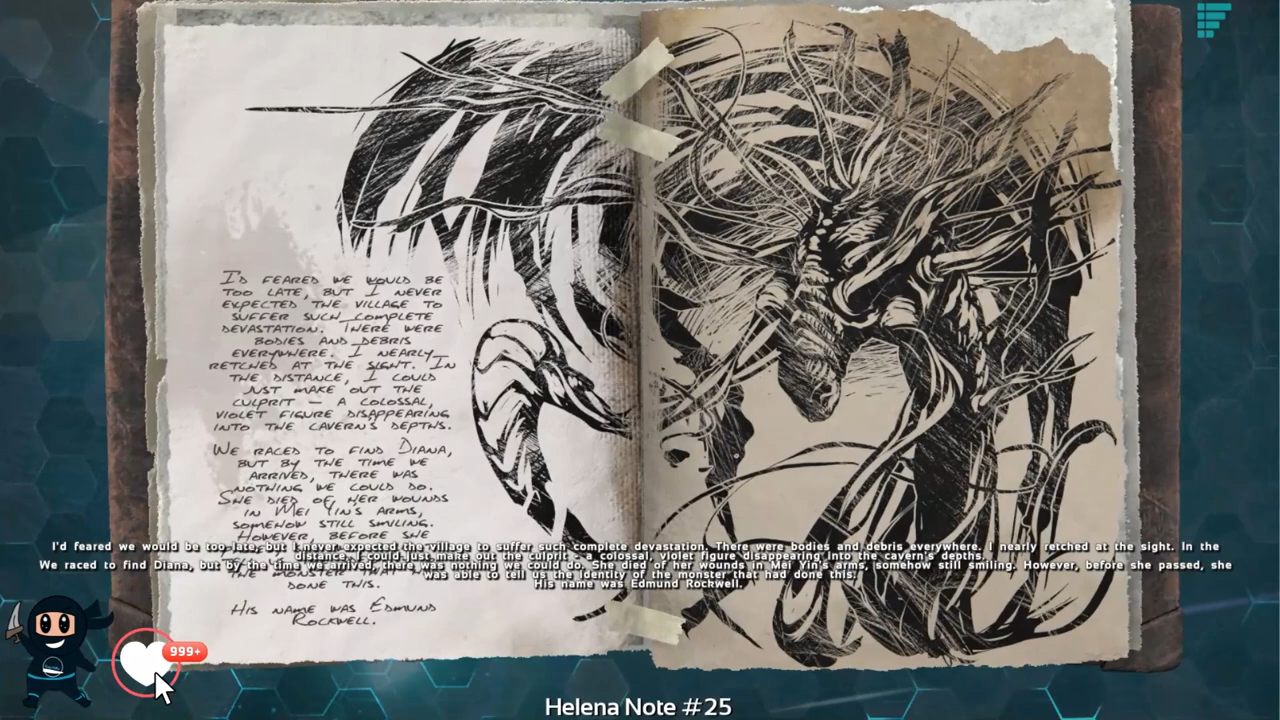 I'D FEARED WE WOULD BE
TOO LATE, BUT I NEVER
EXPECTED THE VILLAGE TO
SUFFER SUCH COMPLETE
DEVASTATION. THERE WERE
BODIES AND DEBRIS
EVERYWHERE. I NEARLY
RETCHED AT THE SIGHT. IN
THE DISTANCE, I COULD
JUST MAKE OUT THE
CULPRIT — A COLOSSAL,
VIOLET FIGURE DISAPPEARING
INTO THE CAVERN'S DEPTHS.
WE RACED TO FIND DIANA,
BUT BY THE TIME WE
ARRIVED, THERE WAS
NOTHING WE COULD DO.
SHE DIED OF HER WOUNDS
IN MEI YIN'S ARMS,
SOMEHOW STILL SMILING.
HOWEVER, BEFORE SHE
THE MONSTER
DONE THIS.
HIS NAME WAS EDMUND
ROCKWELL.
I'd feared we would be too late, but I never expected the village to suffer such complete devastation. There were bodies and debris everywhere. I nearly retched at the sight. In the
distance, I could just make out the culprit - a colossal, violet figure disappearing into the cavern's depths.
We raced to find Diana, but by the time we arrived, there was nothing we could do. She died of her wounds in Mei Yin's arms, somehow still smiling. However, before she passed, she
was able to tell us the identity of the monster that had done this.
His name was Edmund Rockwell.
999+
Helena Note #25